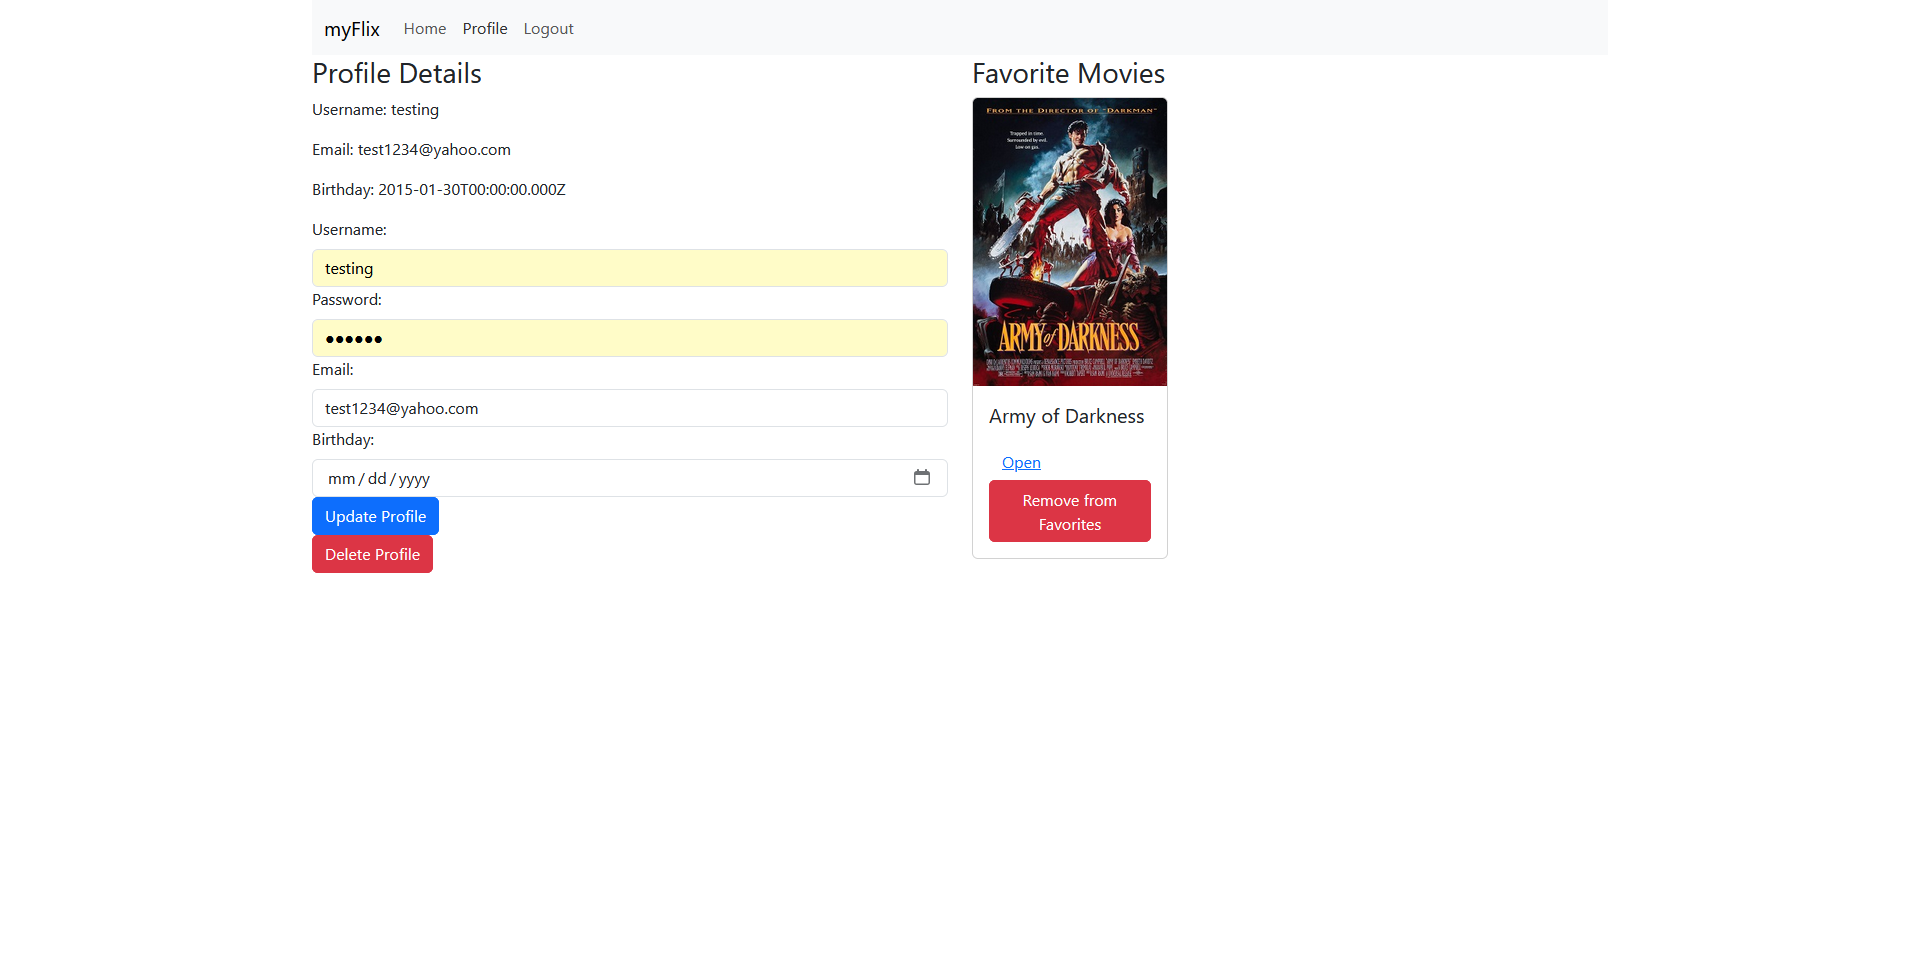 myFlix Home Profile Logout
Profile Details
Username: testing
Email: test1234@yahoo.com
Birthday: 2015-01-30T00:00:00.000Z
Username:
testing
Password:
●●●●●●
Email:
test1234@yahoo.com
Birthday:
mm/dd/yyyy
Update Profile
Delete Profile
Favorite Movies
FROM THE DIRECTOR OF "DARKMAN"
Trapped in time.
Surrounded by evil.
Low on gas.
ARMY of DARKNESS
Army of Darkness
Open
Remove from
Favorites